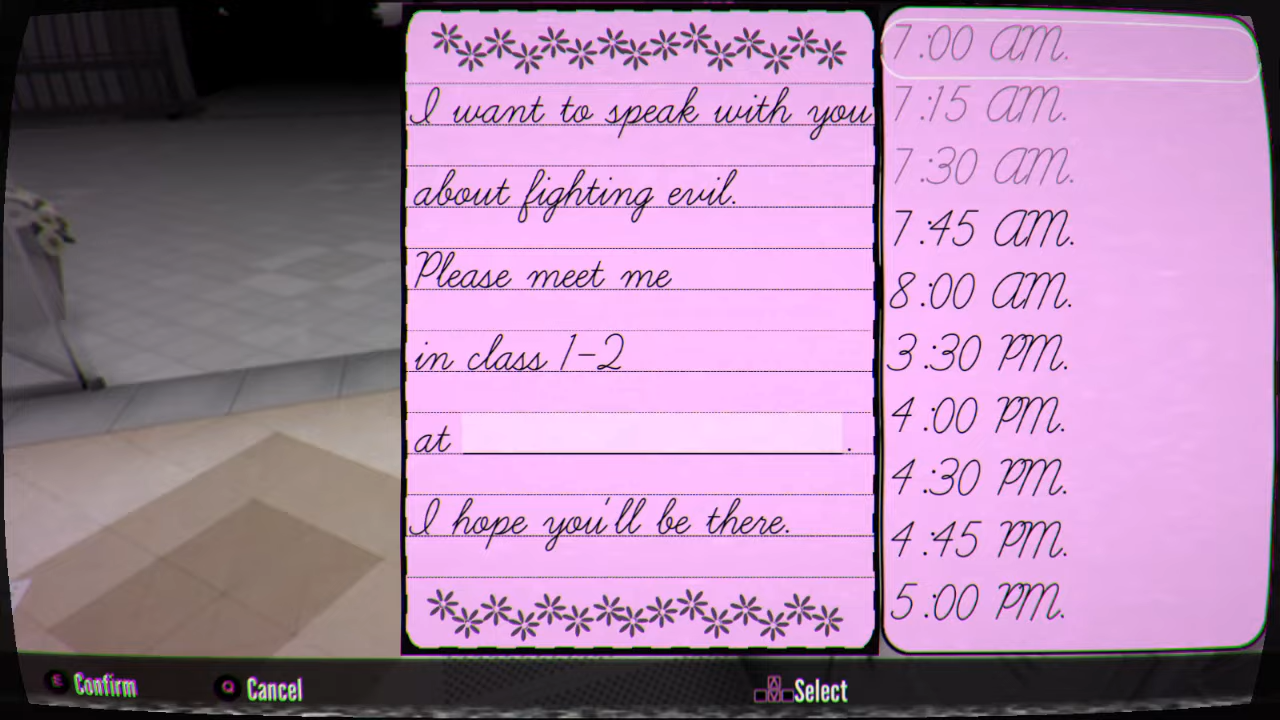 I want to speak with you
about fighting evil.
Please meet me
in class 1-2
at .
I hope you'll be there.
7:00 AM.
7:15 AM.
7:30 AM.
7:45 AM.
8:00 AM.
3:30 PM.
4:00 PM.
4:30 PM.
4:45 PM.
5:00 PM.
E Confirm
Q Cancel
Select